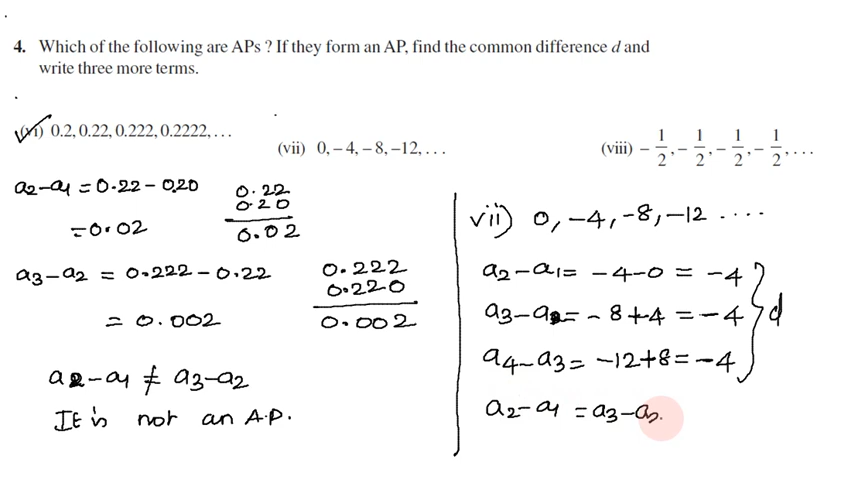 4. Which of the following are APs ? If they form an AP, find the common difference d and
write three more terms.
(vi) 0.2, 0.22, 0.222, 0.2222, . . .
(vii) 0, – 4, – 8, –12, . . .
(viii) – 1/2, – 1/2, – 1/2, – 1/2, . . .
a2-a1 = 0.22 - 0.20
= 0.02
0.22
0.20
0.02
a3-a2 = 0.222 - 0.22
= 0.002
0.222
0.220
0.002
a2-a1 ≠ a3-a2
It is not an A.P.
vii) 0, -4, -8, -12 ....
a2-a1 = -4-0 = -4
a3-a2 = -8+4 = -4 } d
a4-a3 = -12+8 = -4
a2-a1 = a3-a2